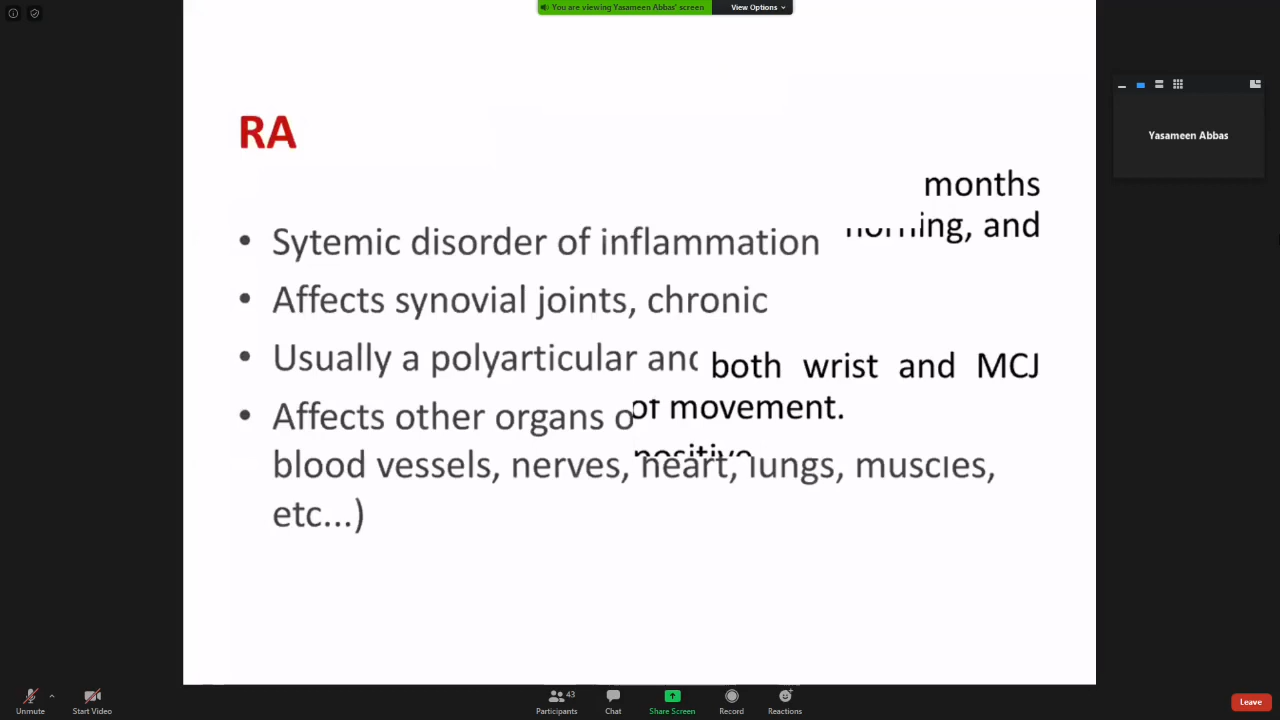 You are viewing Yasameen Abbas' screen
View Options
Yasameen Abbas
RA
months
ing, and
• Sytemic disorder of inflammation
• Affects synovial joints, chronic
• Usually a polyarticular
both wrist and MCJ
• Affects other organs
of movement.
positive
blood vessels, nerves, heart, lungs, muscles,
etc...)
Unmute
Start Video
43
Participants
Chat
Share Screen
Record
Reactions
Leave